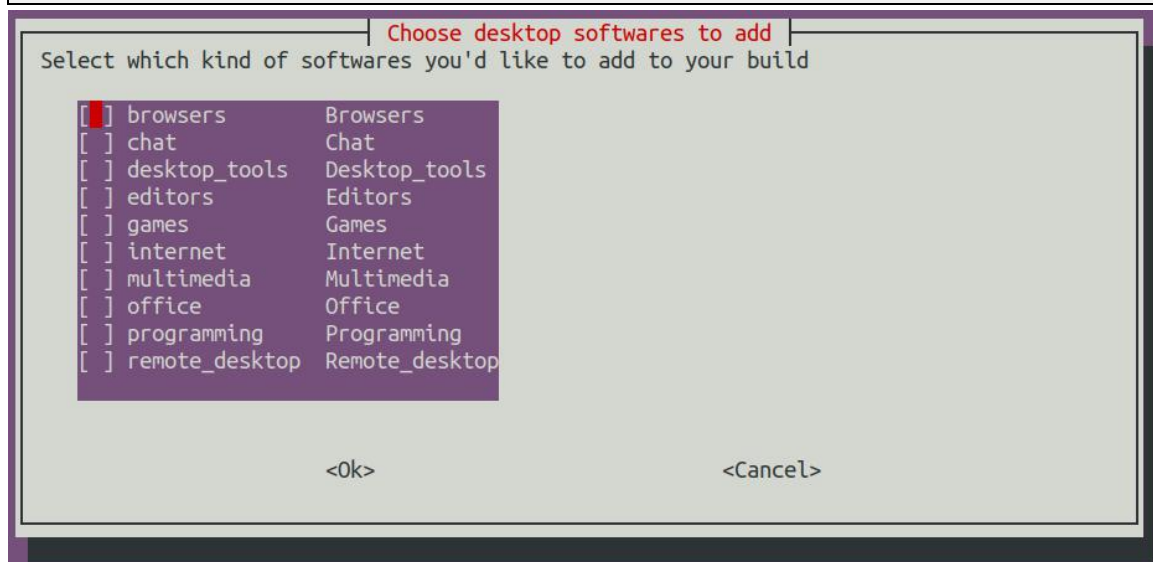 Choose desktop softwares to add
Select which kind of softwares you'd like to add to your build
[ ] browsers Browsers
[ ] chat Chat
[ ] desktop_tools Desktop_tools
[ ] editors Editors
[ ] games Games
[ ] internet Internet
[ ] multimedia Multimedia
[ ] office Office
[ ] programming Programming
[ ] remote_desktop Remote_desktop
<Ok> <Cancel>